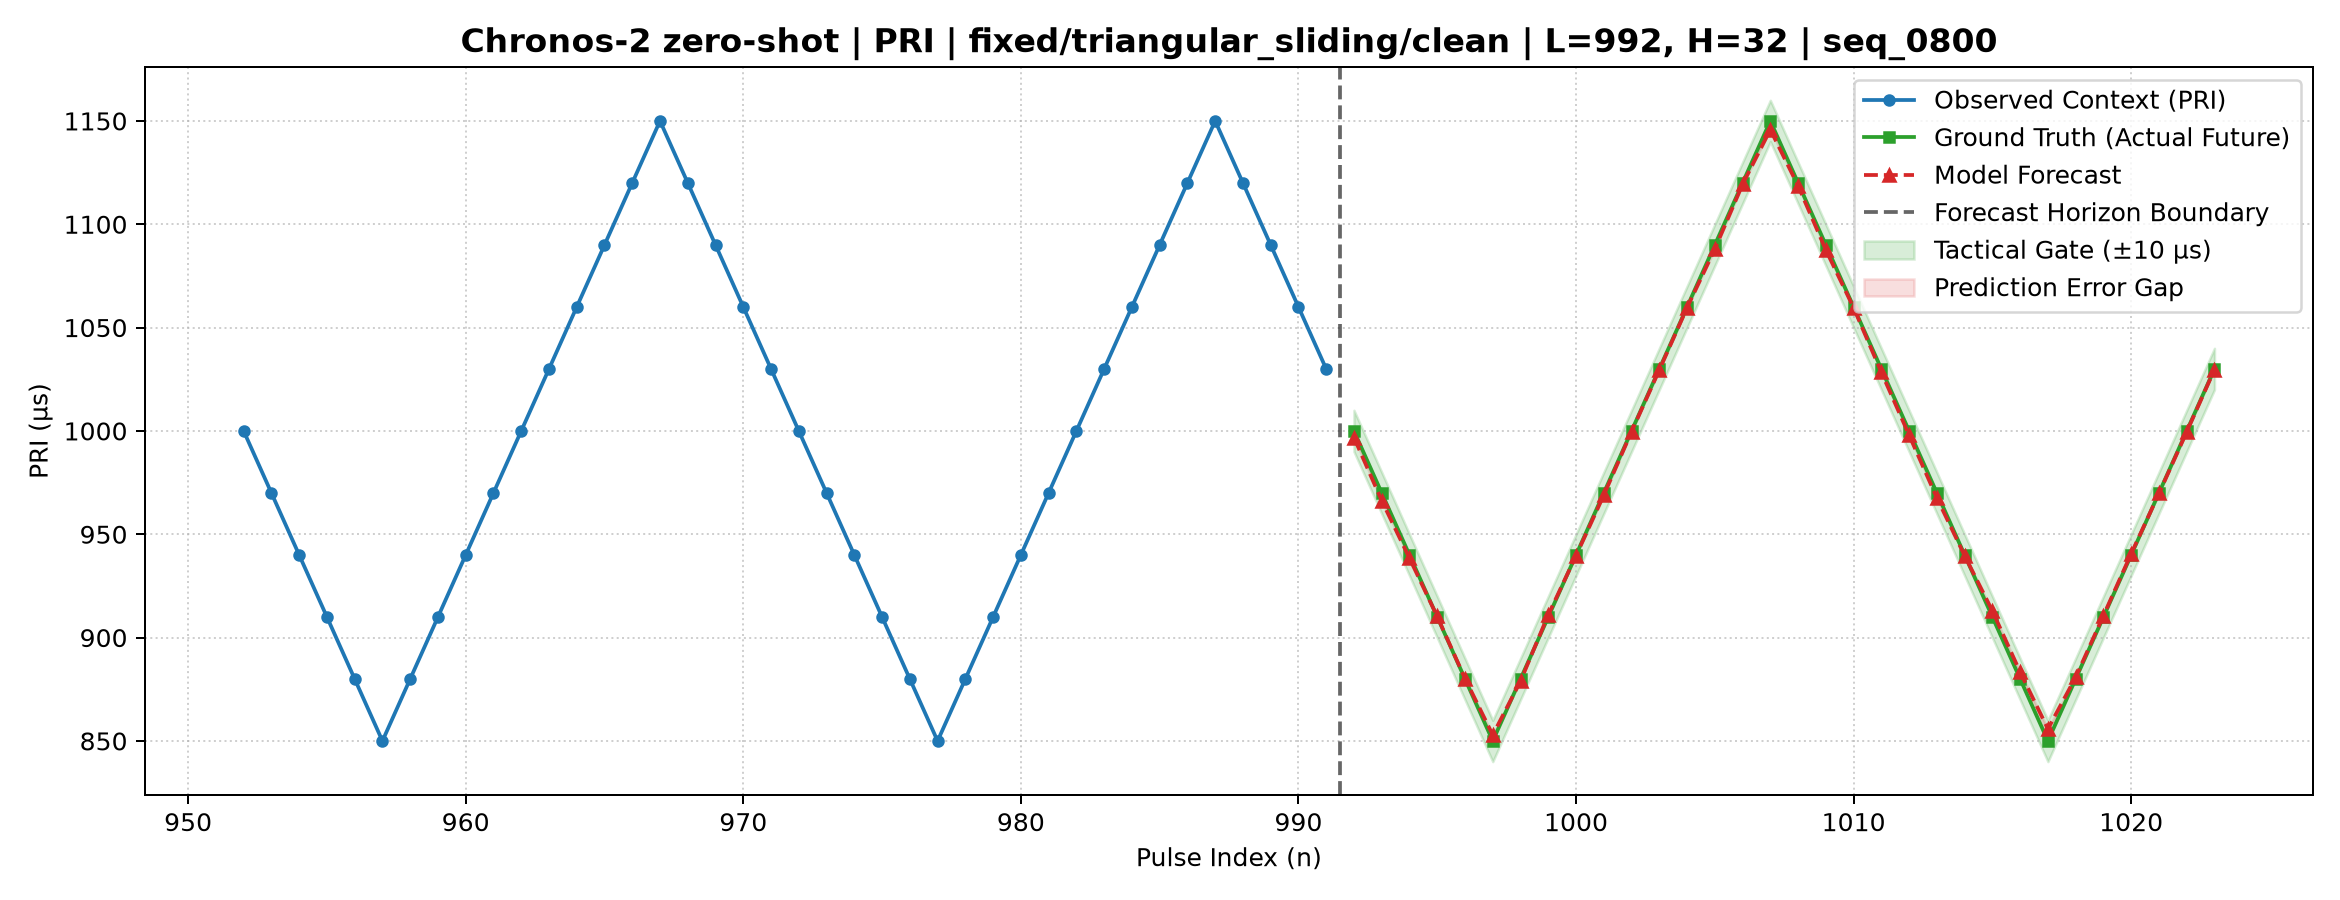 Chronos-2 zero-shot | PRI | fixed/triangular_sliding/clean | L=992, H=32 | seq_0800
Observed Context (PRI)
Ground Truth (Actual Future)
Model Forecast
Forecast Horizon Boundary
Tactical Gate (±10 µs)
Prediction Error Gap
PRI (µs)
1150
1100
1050
1000
950
900
850
950 960 970 980 990 1000 1010 1020
Pulse Index (n)